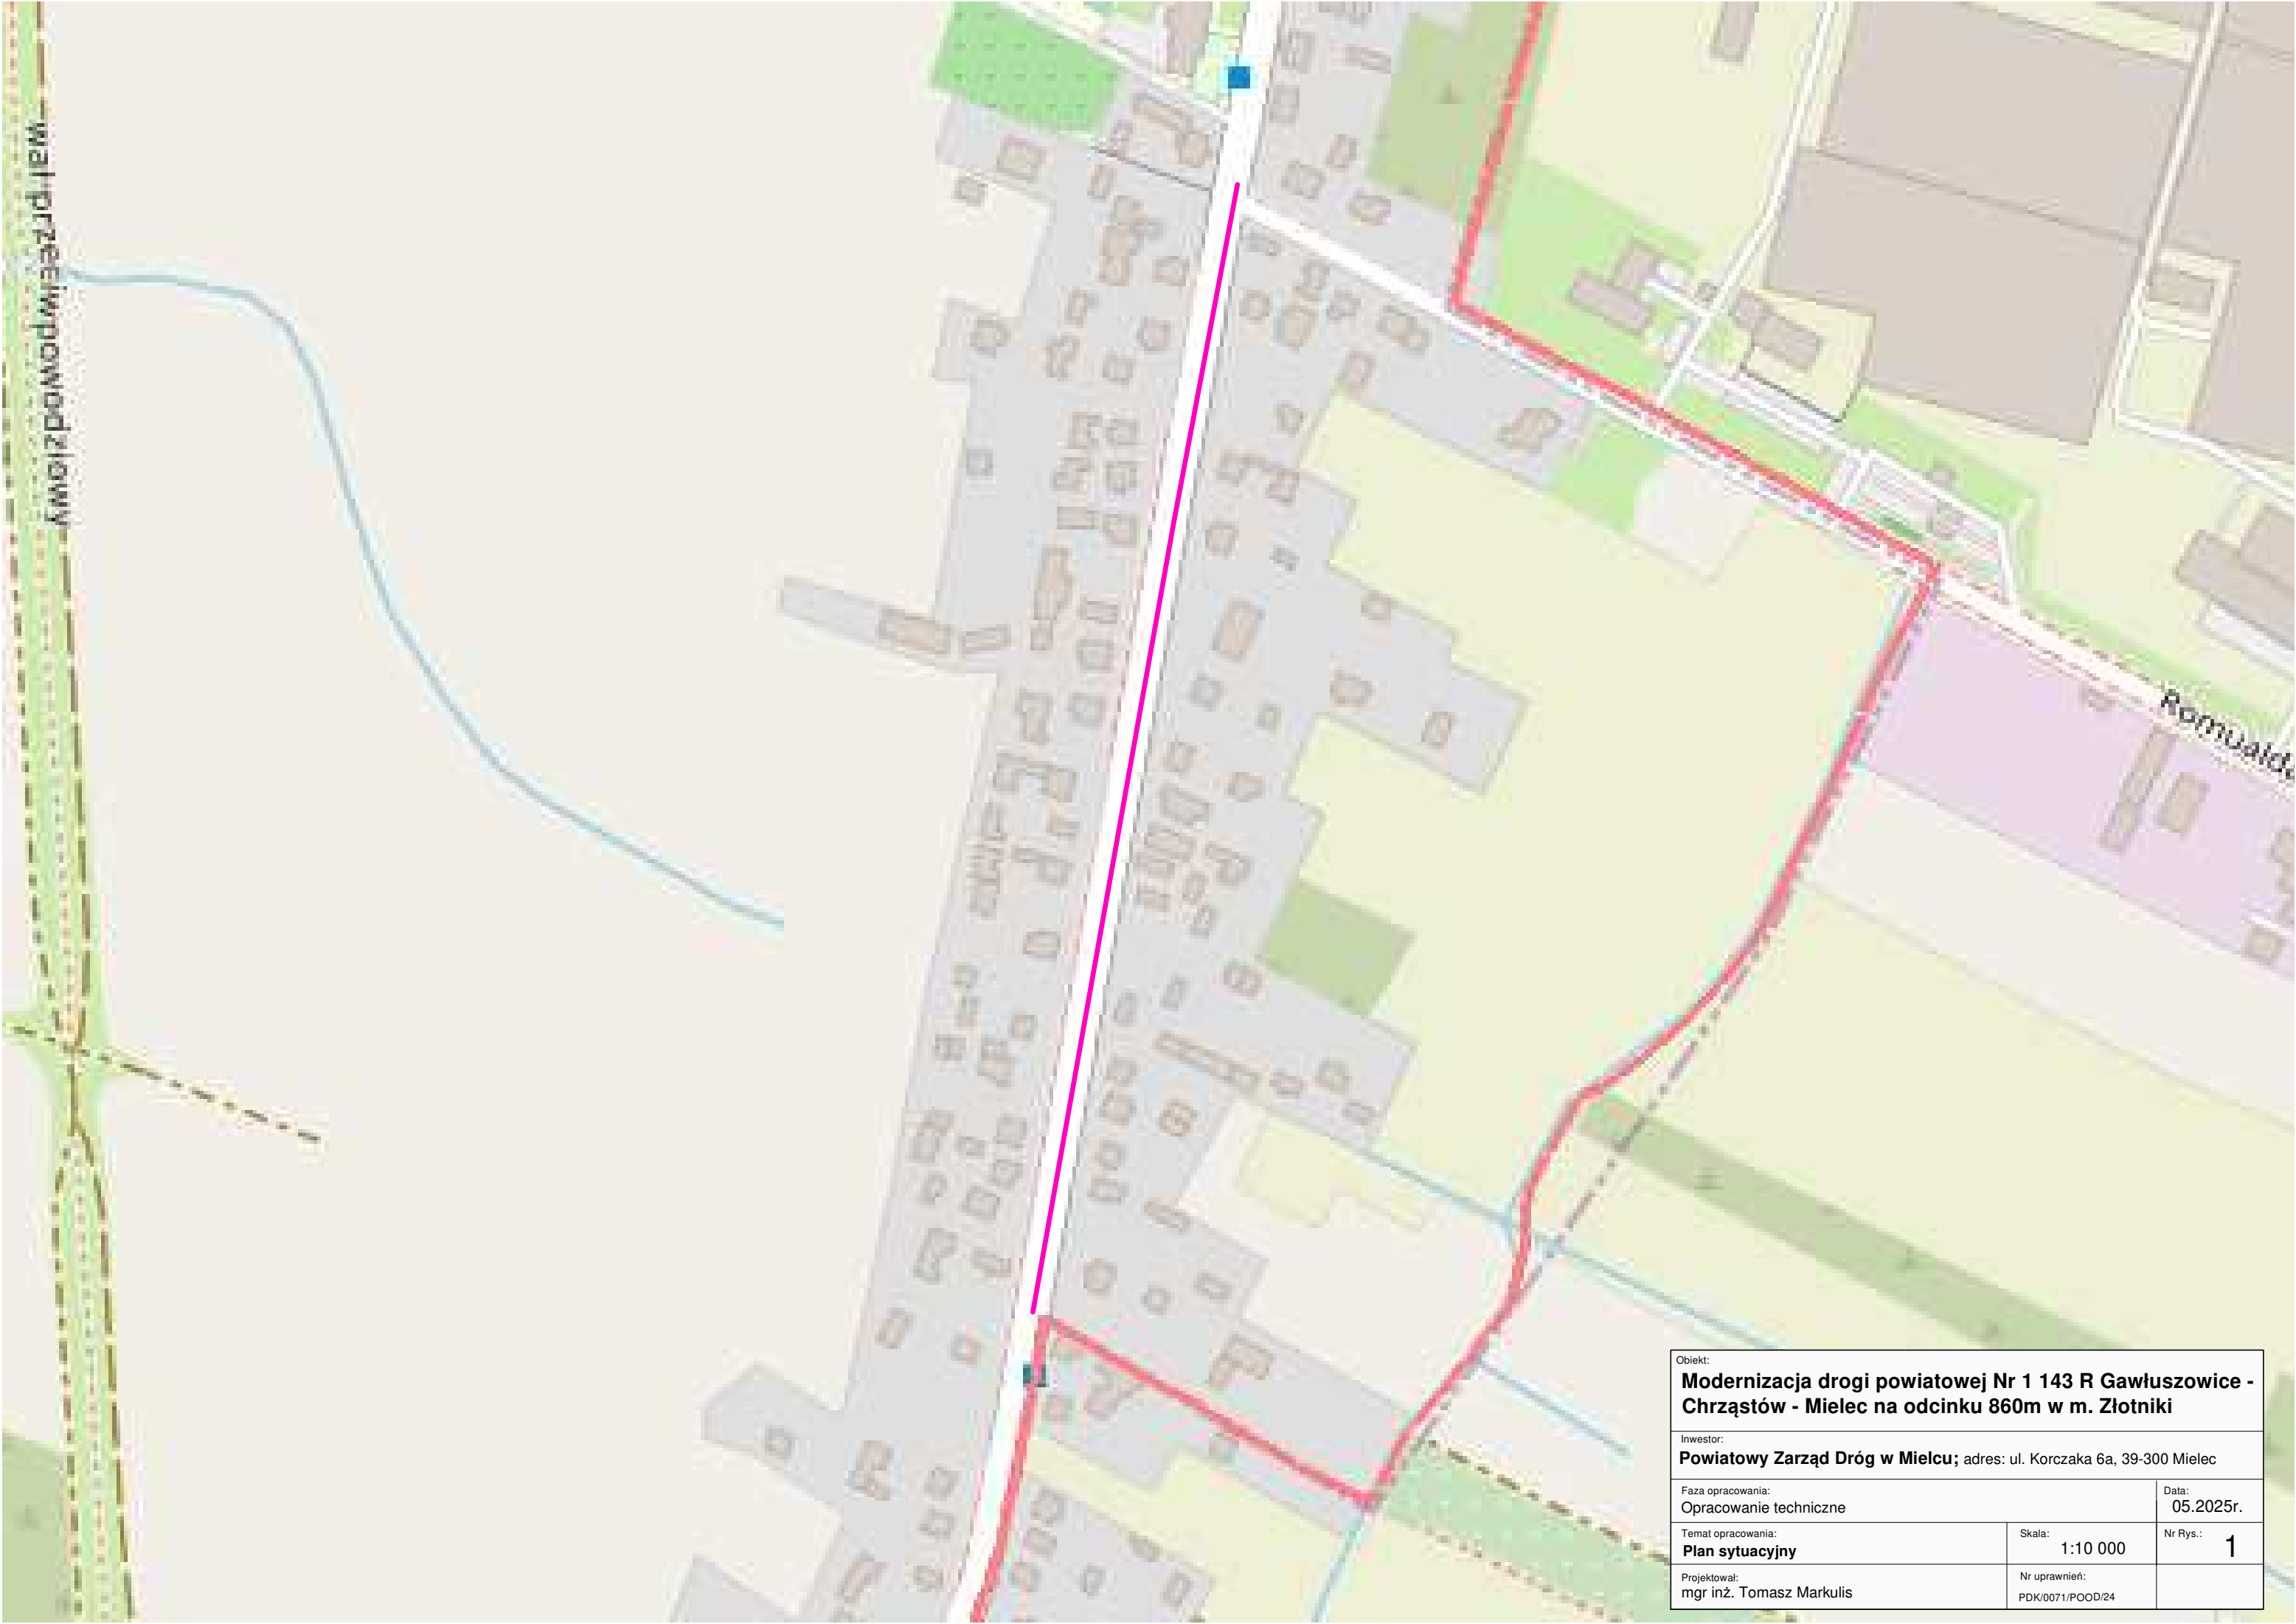 wał przeciwpowodziowy
Romualda
Obiekt:
Modernizacja drogi powiatowej Nr 1 143 R Gawłuszowice -
Chrząstów - Mielec na odcinku 860m w m. Złotniki
Inwestor:
Powiatowy Zarząd Dróg w Mielcu; adres: ul. Korczaka 6a, 39-300 Mielec
Faza opracowania:
Opracowanie techniczne
Data:
05.2025r.
Temat opracowania:
Plan sytuacyjny
Skala:
1:10 000
Nr Rys.:
1
Projektował:
mgr inż. Tomasz Markulis
Nr uprawnień:
PDK/0071/POOD/24